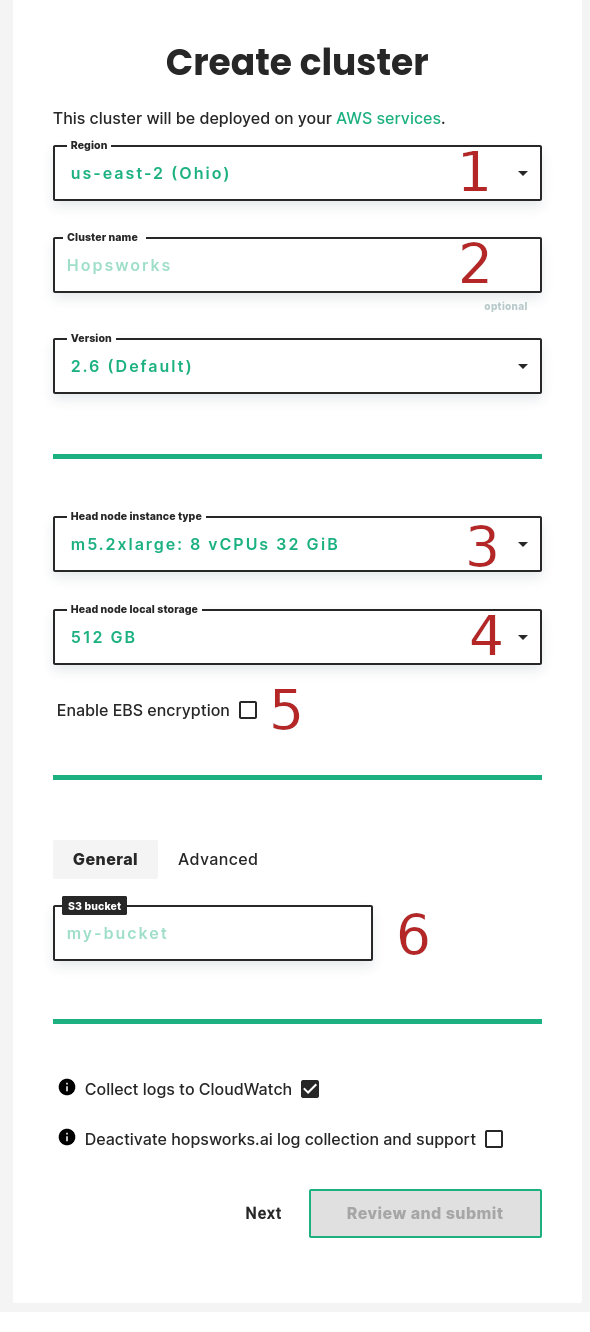 Create cluster
This cluster will be deployed on your AWS services.
Region
us-east-2 (Ohio) 1
Cluster name
Hopsworks 2
optional
Version
2.6 (Default)
Head node instance type
m5.2xlarge: 8 vCPUs 32 GiB 3
Head node local storage
512 GB 4
Enable EBS encryption 5
General Advanced
S3 bucket
my-bucket 6
Collect logs to CloudWatch
Deactivate hopsworks.ai log collection and support
Next Review and submit